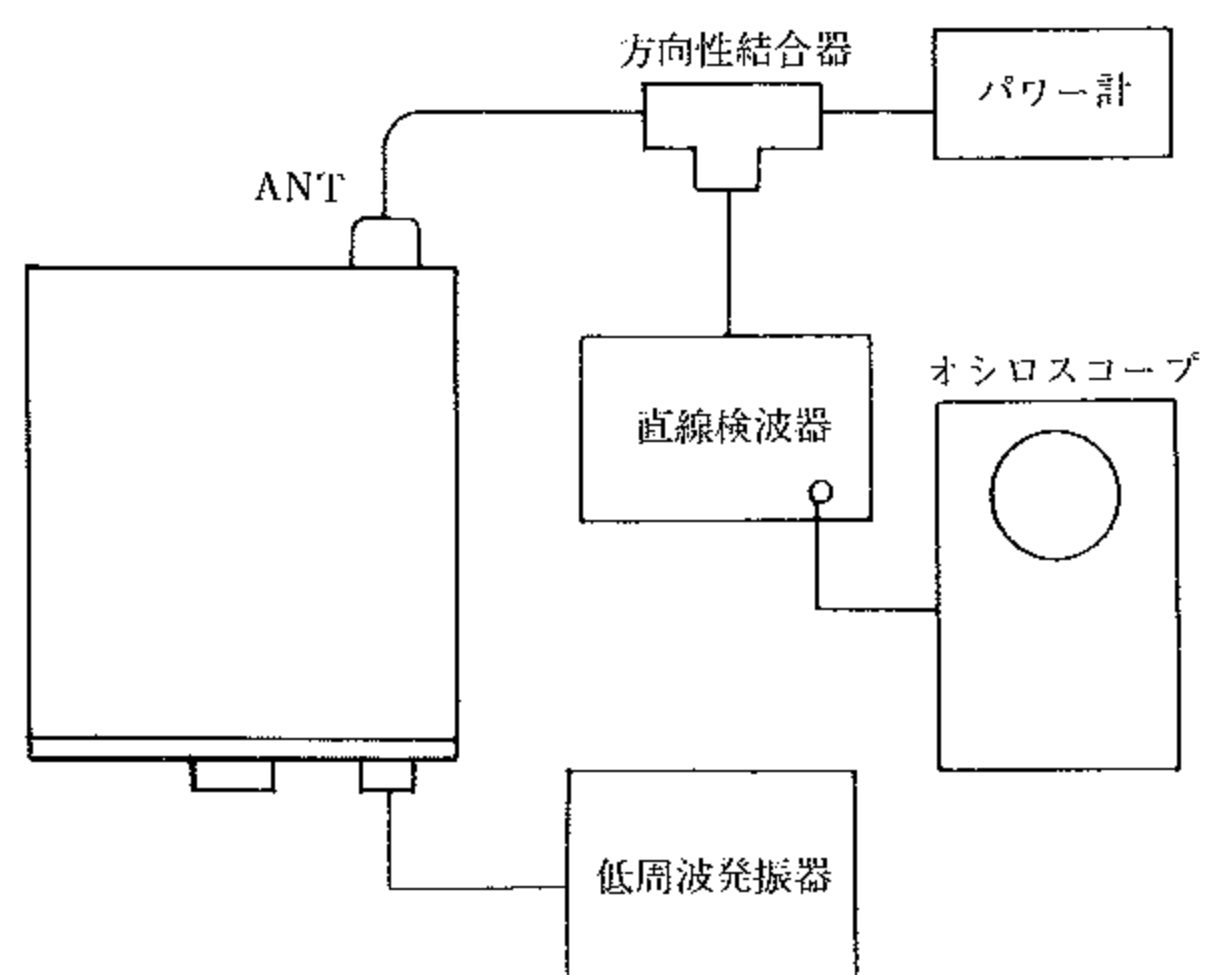 方向性結合器
パワー計
ANT
直線検波器
オシロスコープ
低周波発振器